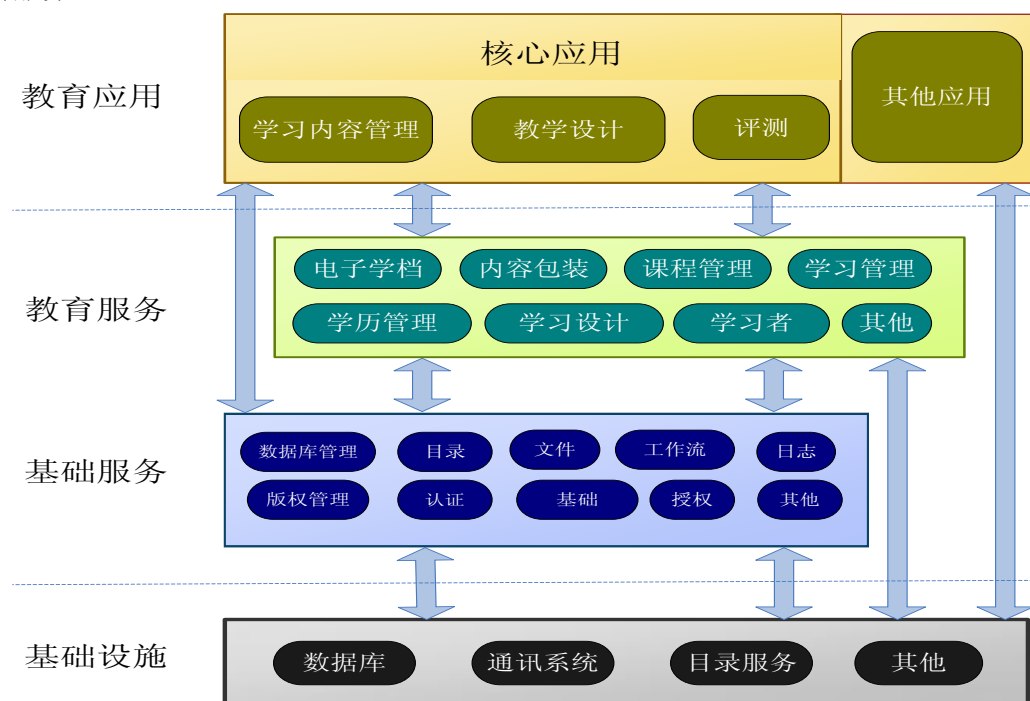 核心应用
其他应用
教育应用
学习内容管理
教学设计
评测
电子学档
内容包装
课程管理
学习管理
教育服务
学历管理
学习设计
学习者
其他
数据库管理
目录
文件
工作流
日志
基础服务
版权管理
认证
基础
授权
其他
基础设施
数据库
通讯系统
目录服务
其他